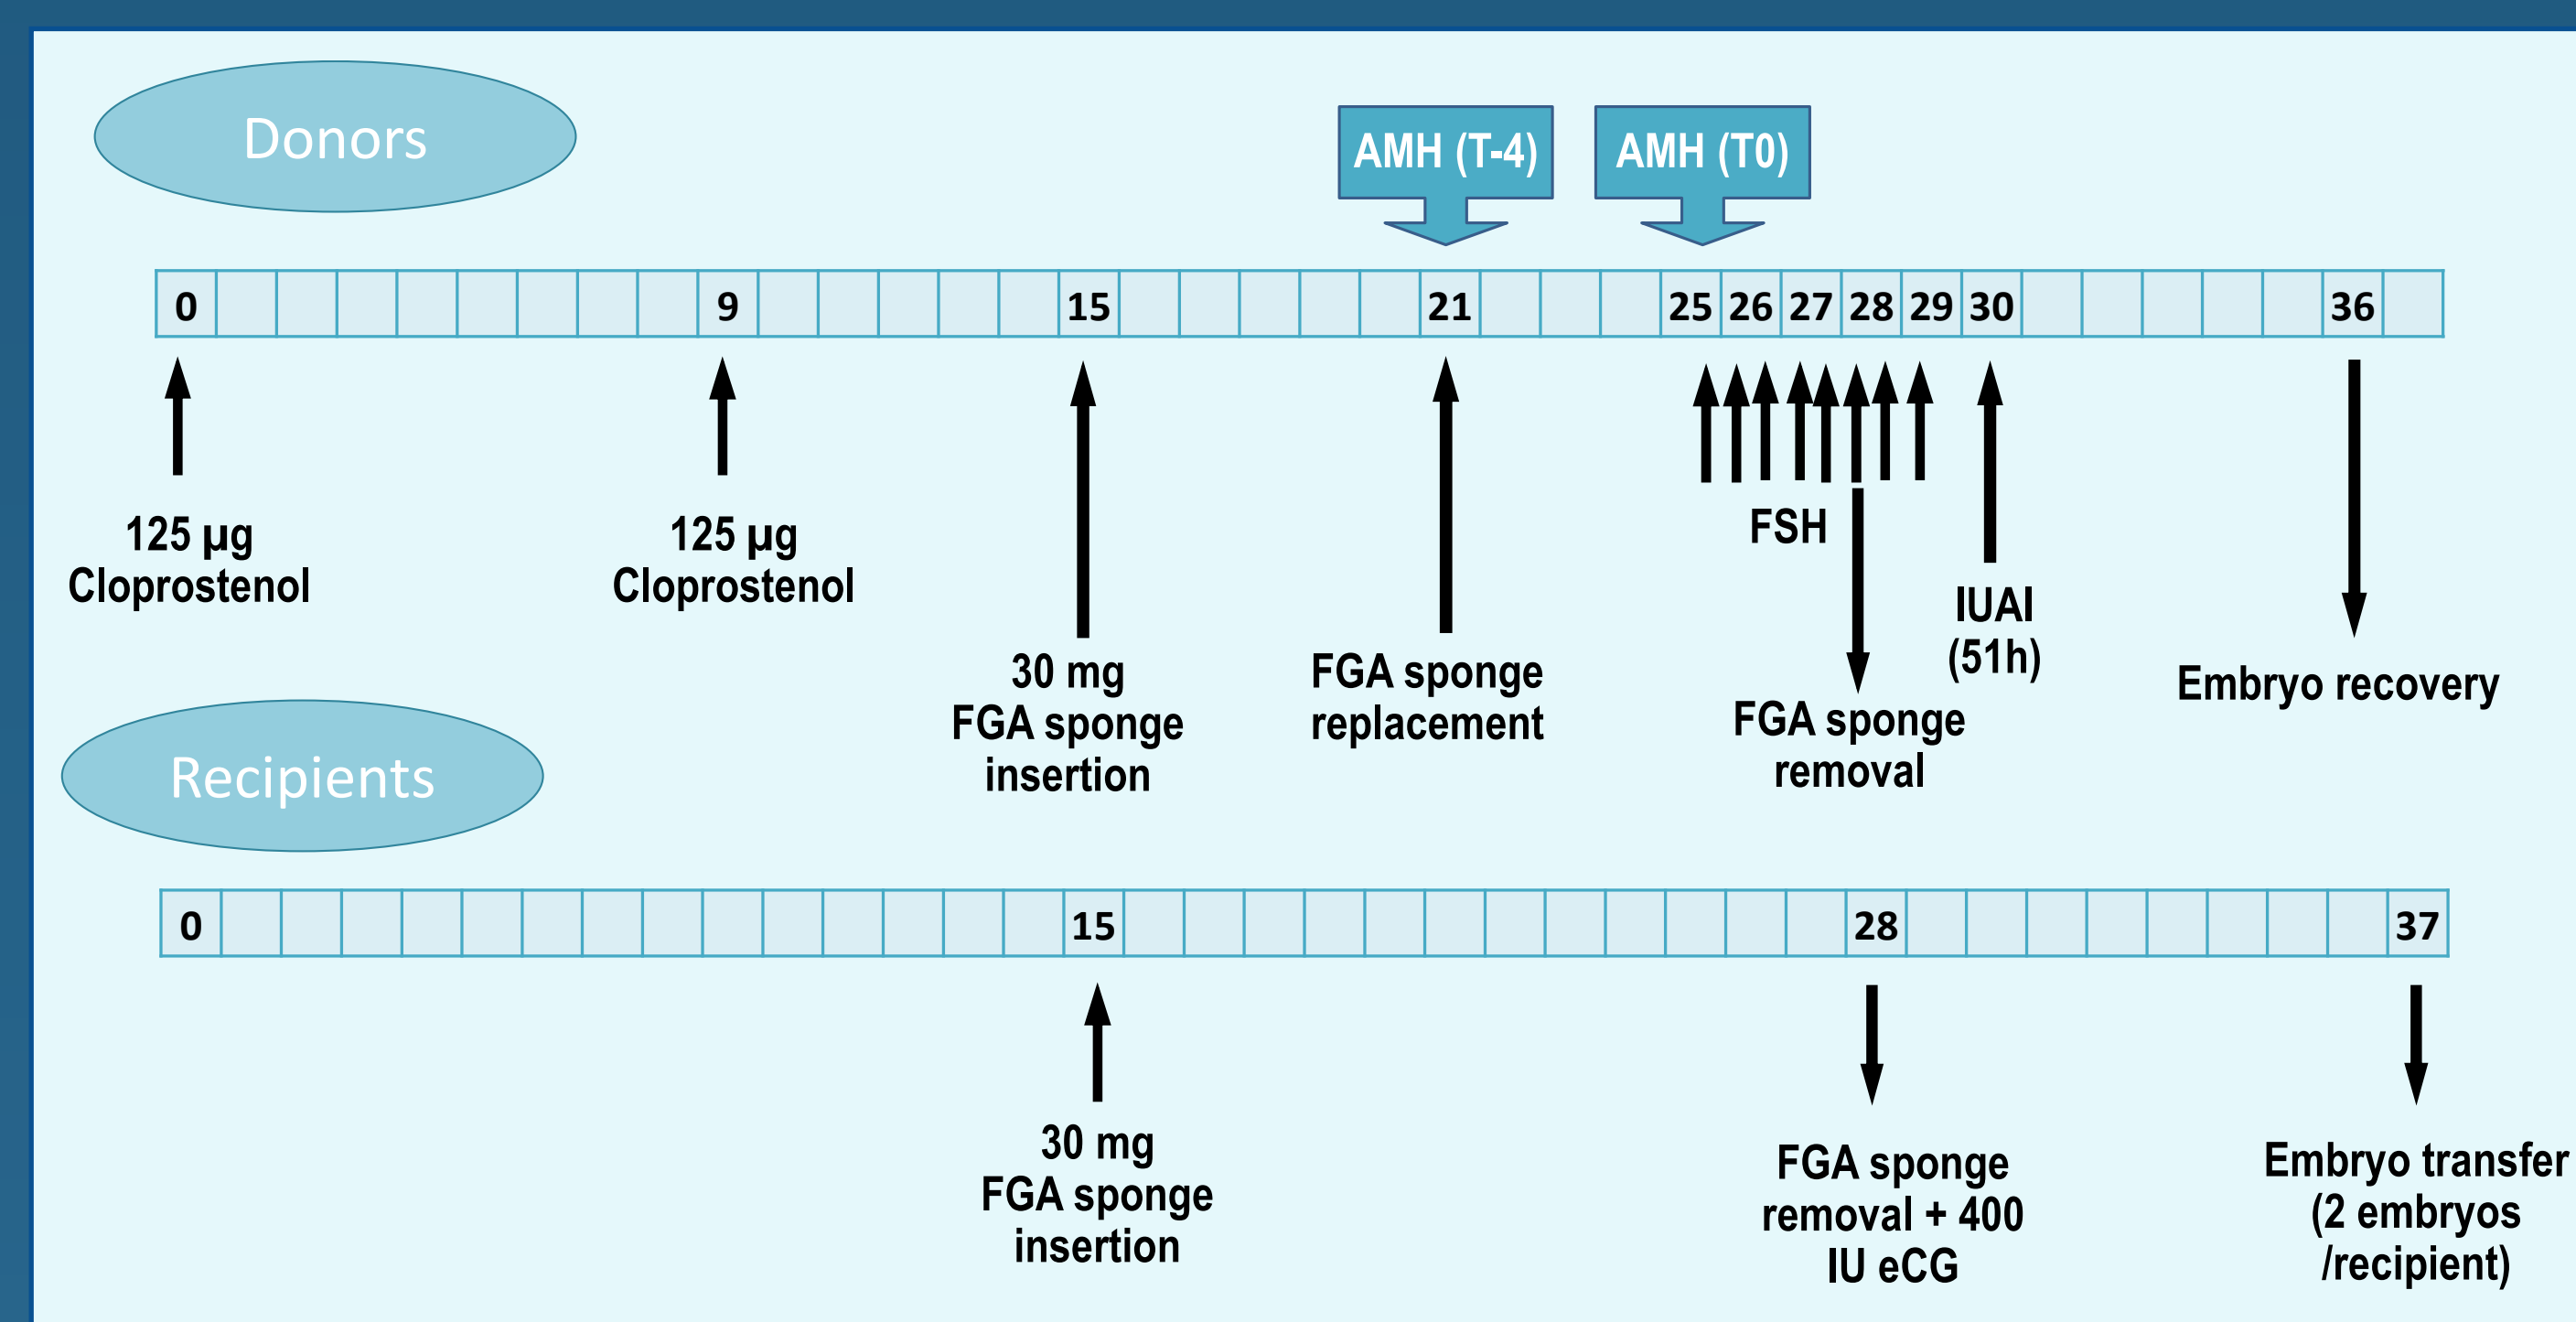 Donors
AMH (T-4)
AMH (T0)
0 9 15 21 25 26 27 28 29 30 36
125 µg
Cloprostenol
125 µg
Cloprostenol
30 mg
FGA sponge
insertion
FGA sponge
replacement
FSH
FGA sponge
removal
IUAI
(51h)
Embryo recovery
Recipients
0 15 28 37
30 mg
FGA sponge
insertion
FGA sponge
removal + 400
IU eCG
Embryo transfer
(2 embryos
/recipient)